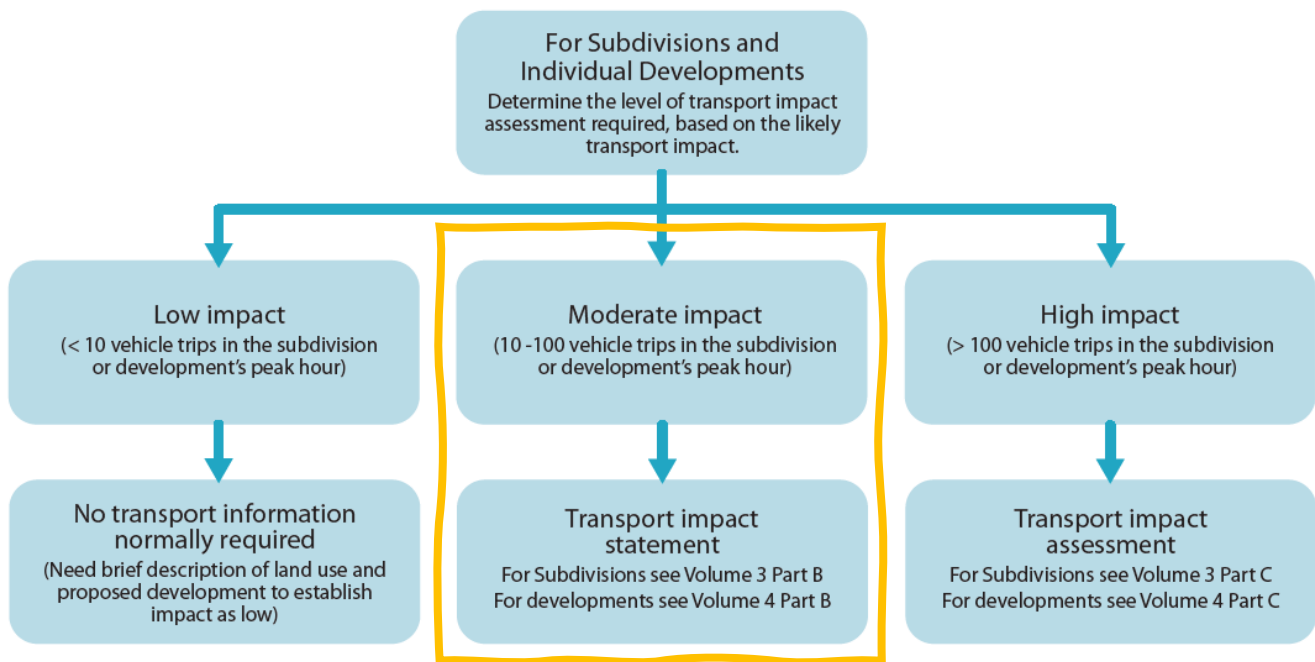 For Subdivisions and
Individual Developments
Determine the level of transport impact
assessment required, based on the likely
transport impact.
Low impact
(< 10 vehicle trips in the subdivision
or development's peak hour)
Moderate impact
(10 -100 vehicle trips in the subdivision
or development's peak hour)
High impact
(> 100 vehicle trips in the subdivision
or development's peak hour)
No transport information
normally required
(Need brief description of land use and
proposed development to establish
impact as low)
Transport impact
statement
For Subdivisions see Volume 3 Part B
For developments see Volume 4 Part B
Transport impact
assessment
For Subdivisions see Volume 3 Part C
For developments see Volume 4 Part C